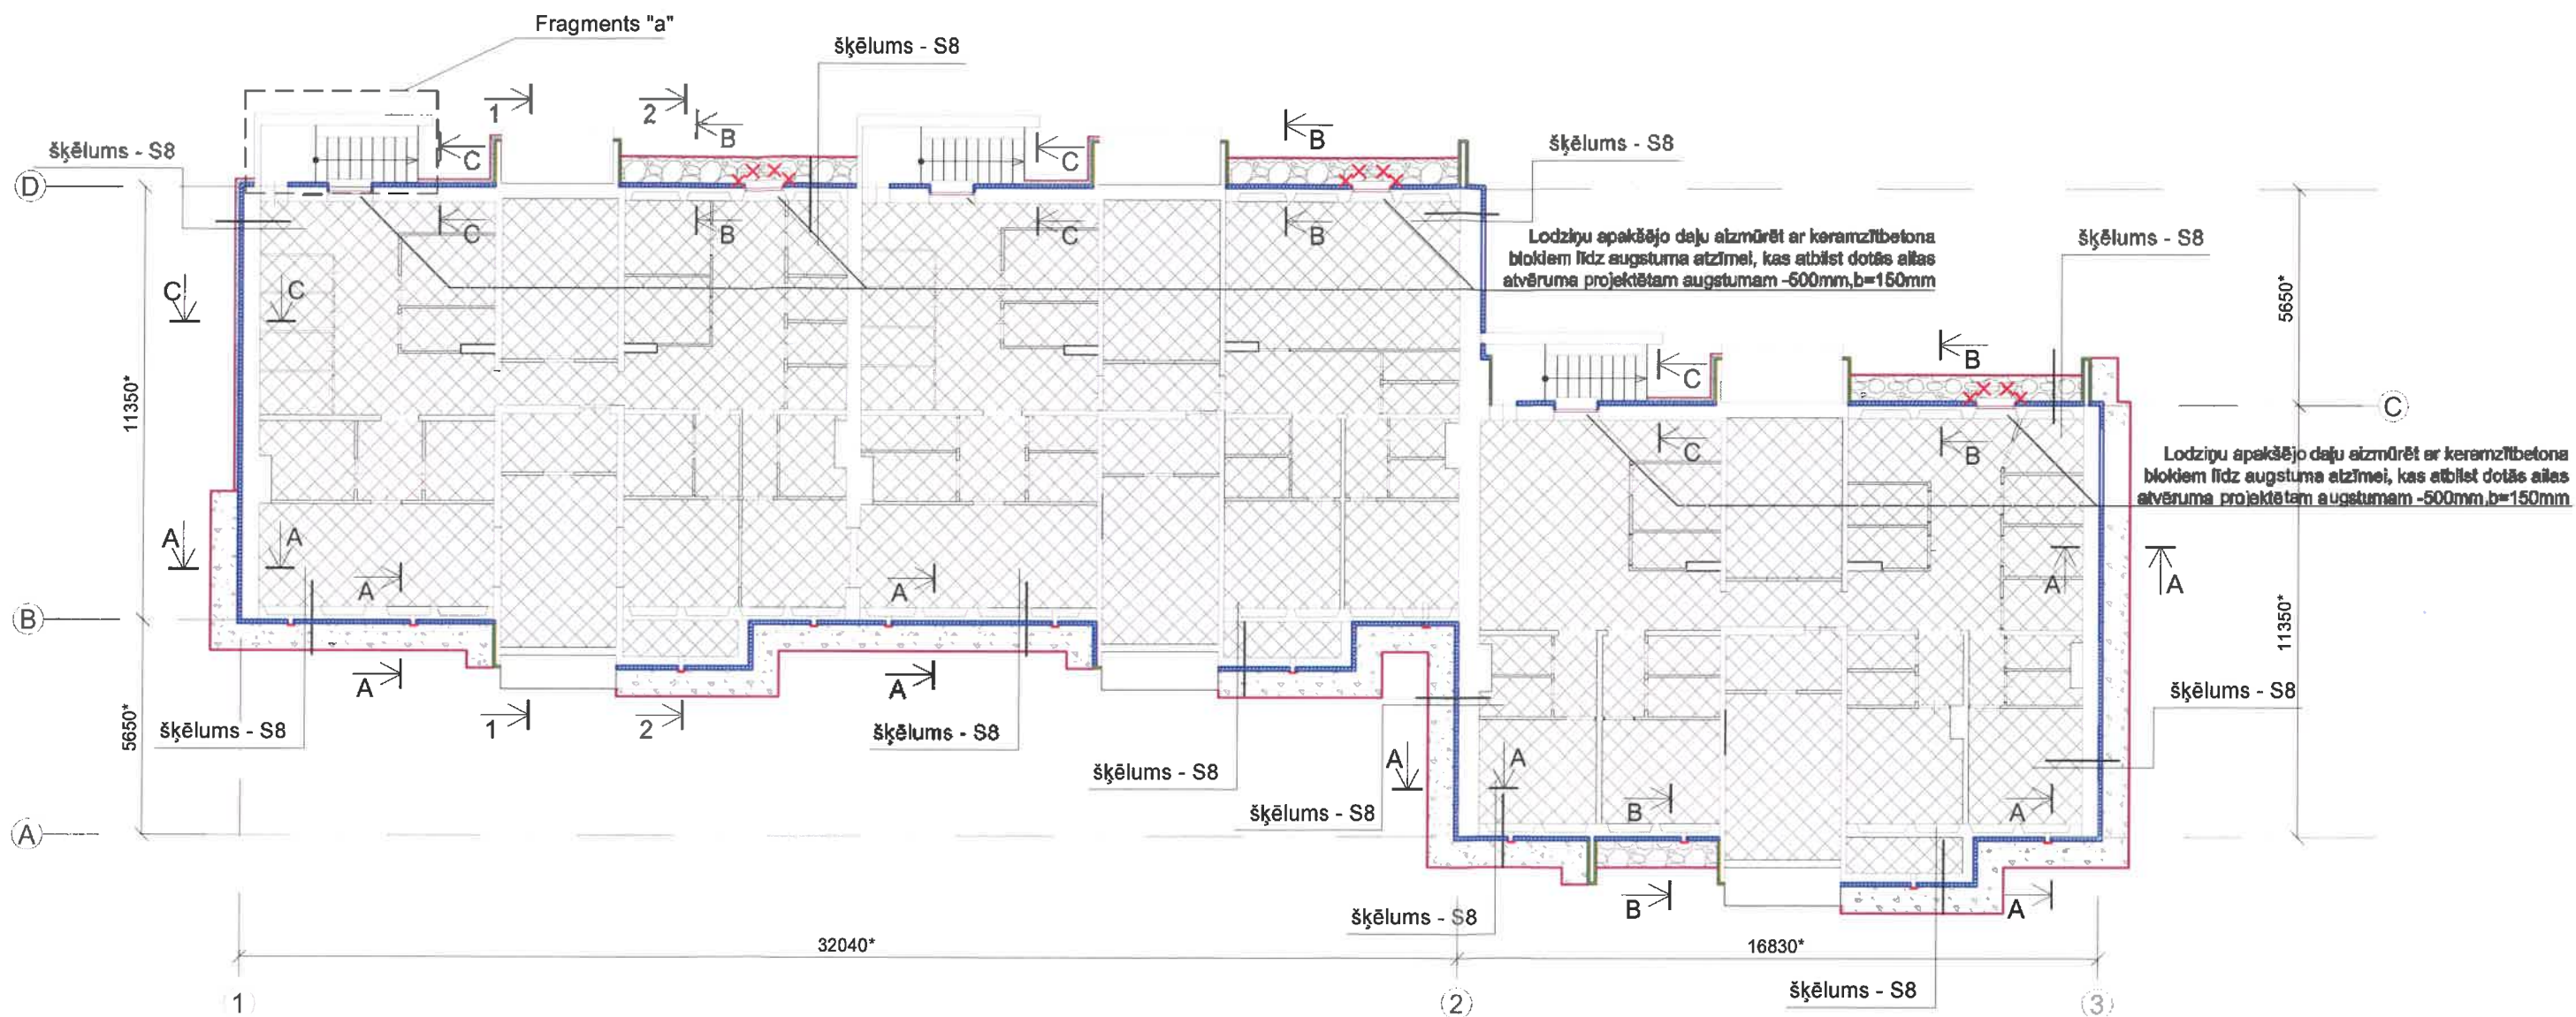 Fragments "a"
šķēlums - S8
1
2
B
B
šķēlums - S8
C
C
šķēlums - S8
D
C
B
C
B
šķēlums - S8
Lodziņu apakšējo daļu aizmūrēt ar keramzītbetona
blokiem līdz augstuma atzīmei, kas atbilst dotās ailas
atvēruma projektētam augstumam -500mm,b=150mm
5650*
C
C
B
C
11350*
C
C
B
Lodziņu apakšējo daļu aizmūrēt ar keramzītbetona
blokiem līdz augstuma atzīmei, kas atbilst dotās ailas
atvēruma projektētam augstumam -500mm,b=150mm
A
A
A
A
A
A
B
11350*
A
A
šķēlums - S8
5650*
1
2
šķēlums - S8
šķēlums - S8
šķēlums - S8
A
A
šķēlums - S8
B
A
A
B
A
šķēlums - S8
32040*
16830*
šķēlums - S8
1
2
3